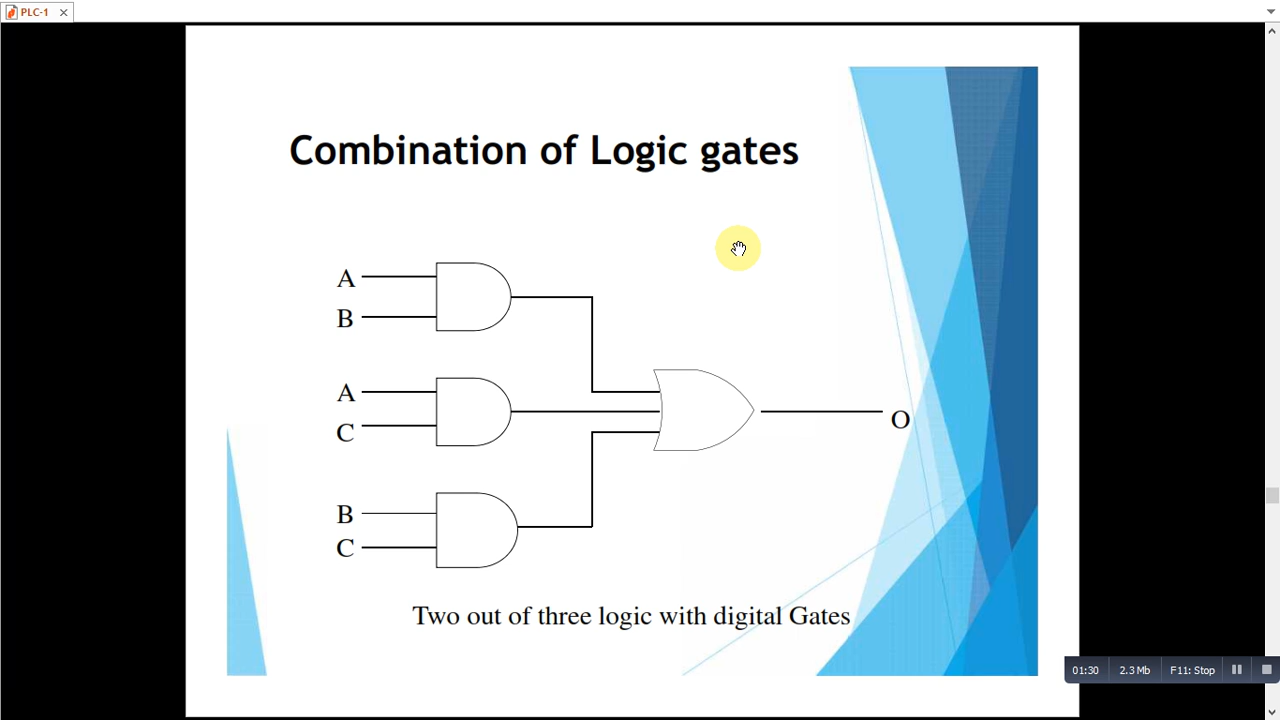 PLC-1
Combination of Logic gates
A
B
A
C
O
B
C
Two out of three logic with digital Gates
01:30 2.3 Mb F11: Stop